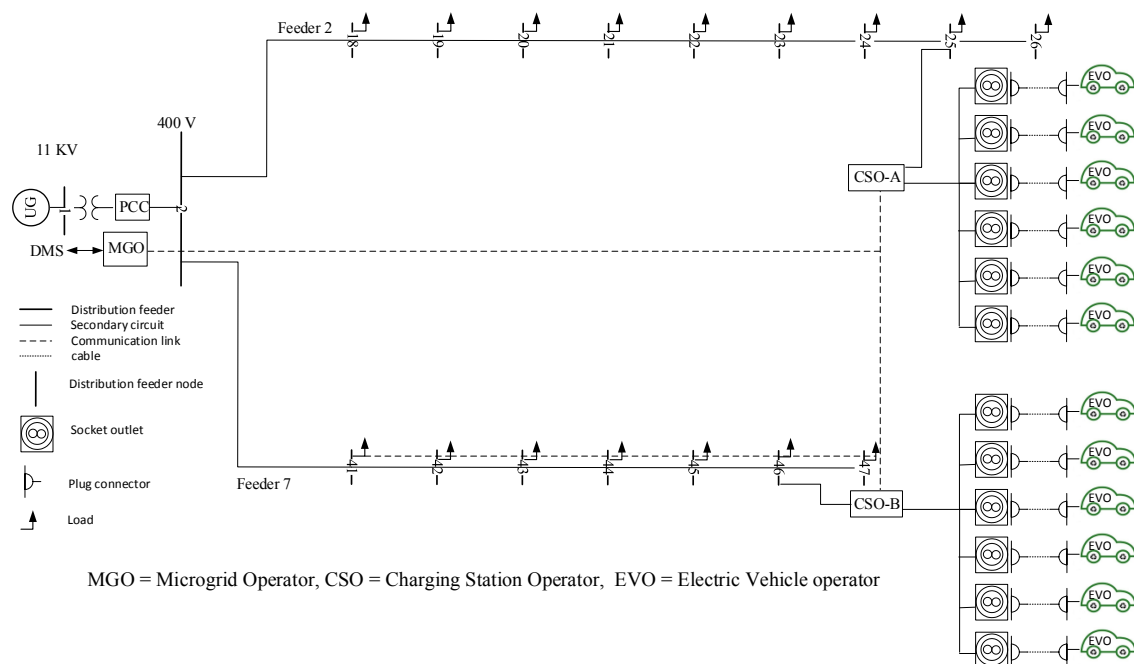 Feeder 2
18
19
20
21
22
23
24
25
26
EVO
EVO
EVO
EVO
EVO
EVO
400 V
11 KV
CSO-A
UG
1
PCC
2
DMS
MGO
Distribution feeder
Secondary circuit
Communication link
cable
Distribution feeder node
Socket outlet
Plug connector
Load
41
42
43
44
45
46
47
Feeder 7
CSO-B
EVO
EVO
EVO
EVO
EVO
EVO
MGO = Microgrid Operator, CSO = Charging Station Operator, EVO = Electric Vehicle operator